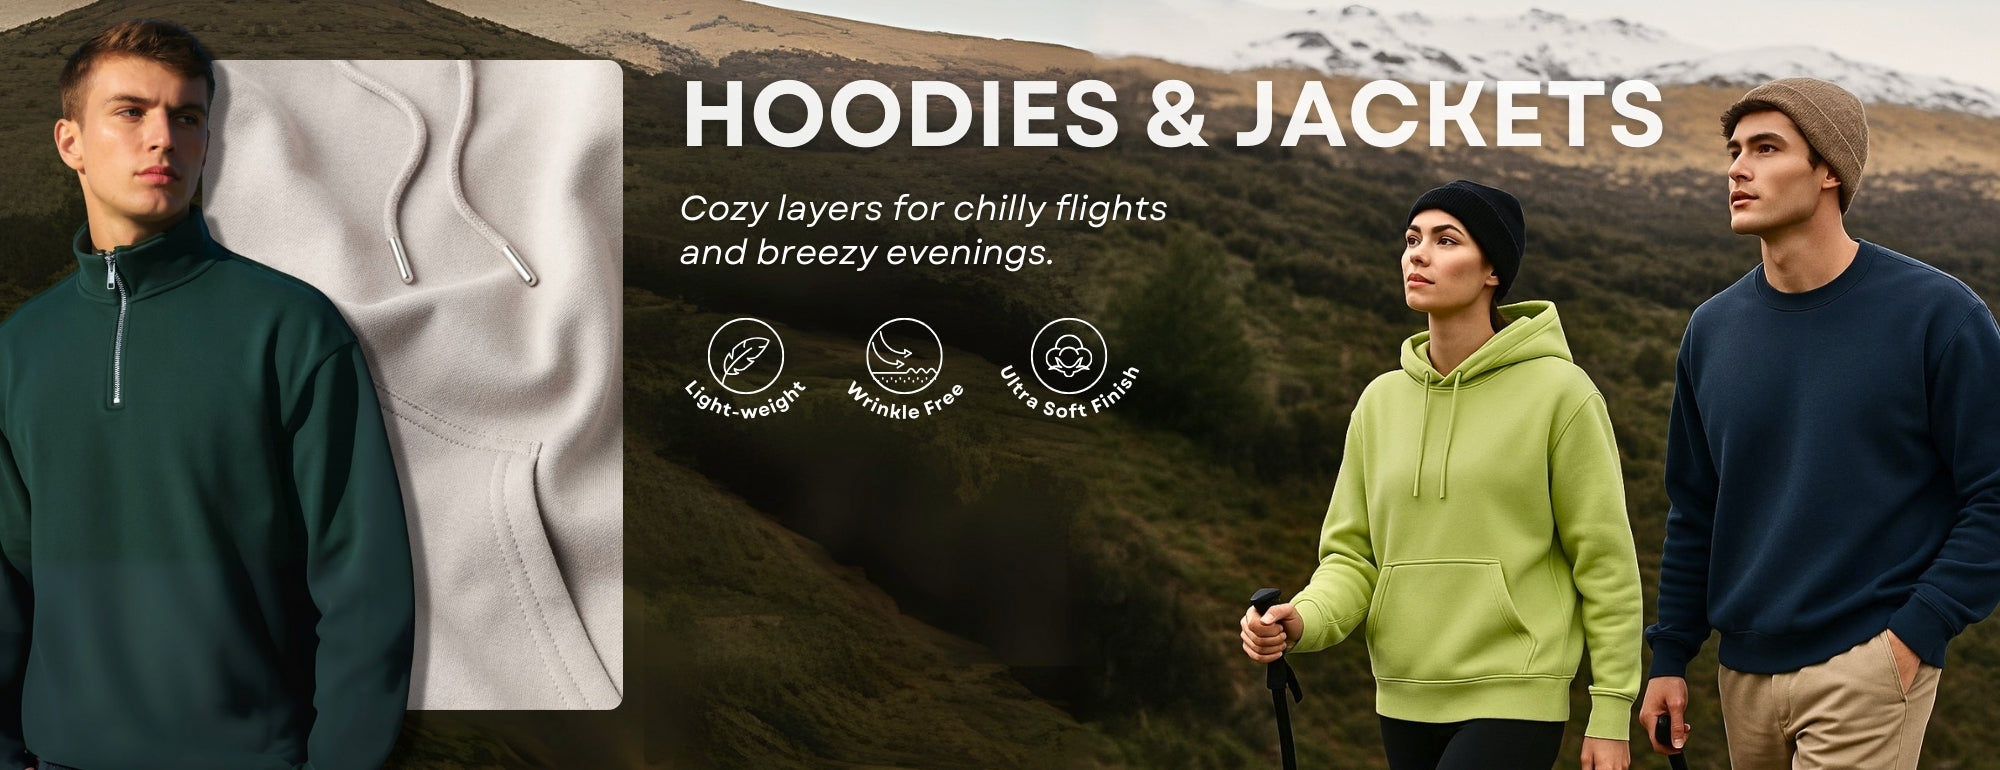 HOODIES & JACKETS
Cozy layers for chilly flights
and breezy evenings.
Light-weight
Wrinkle Free
Ultra Soft Finish